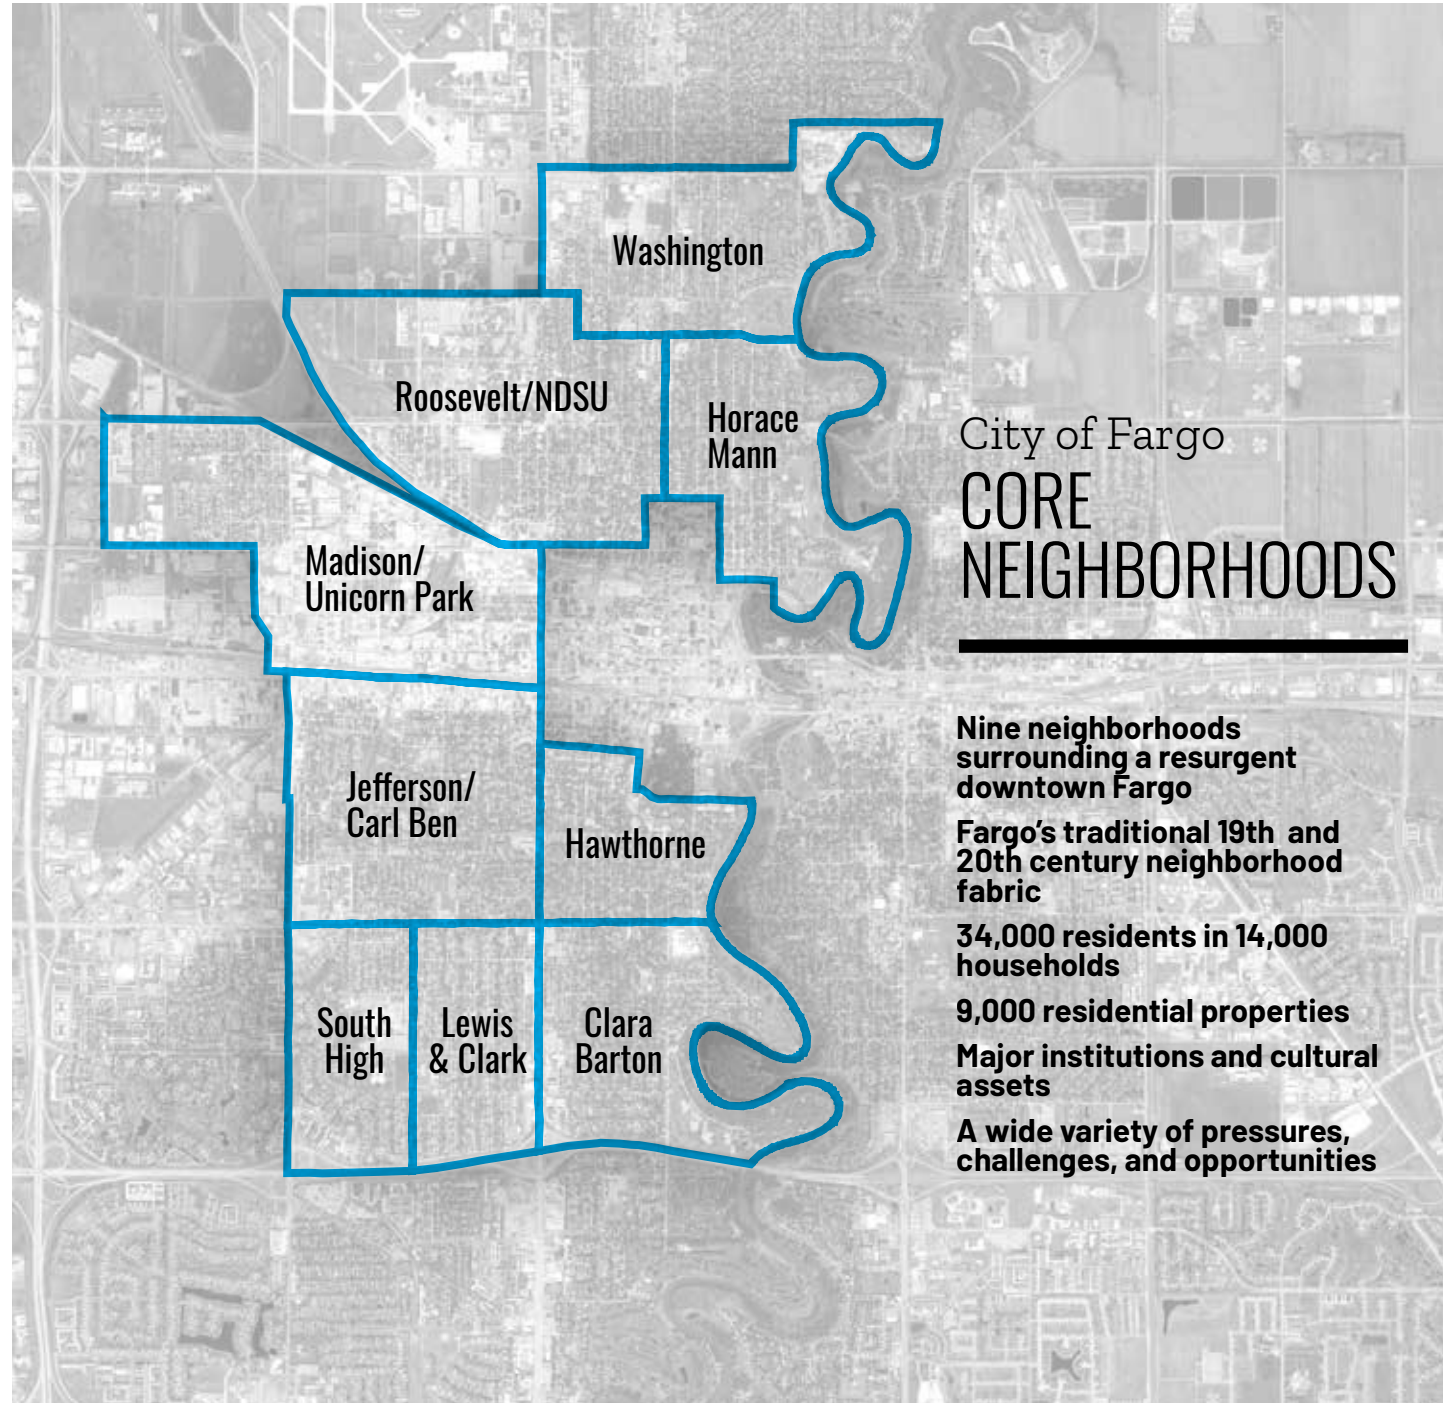 Washington
Roosevelt/NDSU
Horace
Mann
Madison/
Unicorn Park
Jefferson/
Carl Ben
Hawthorne
South
High
Lewis
& Clark
Clara
Barton
City of Fargo
CORE
NEIGHBORHOODS
Nine neighborhoods
surrounding a resurgent
downtown Fargo
Fargo’s traditional 19th and
20th century neighborhood
fabric
34,000 residents in 14,000
households
9,000 residential properties
Major institutions and cultural
assets
A wide variety of pressures,
challenges, and opportunities